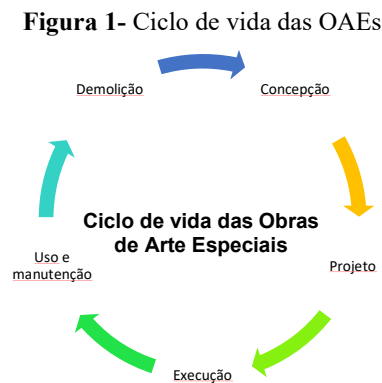 Figura 1- Ciclo de vida das OAEs
Demolição
Concepção
Ciclo de vida das Obras
de Arte Especiais
Uso e
manutenção
Projeto
Execução